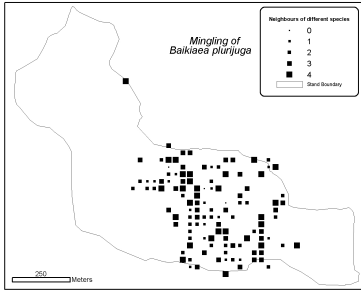 Mingling of
Baikiaea plurijuga
Neighbours of different species
0
1
2
3
4
Stand Boundary
250
Meters